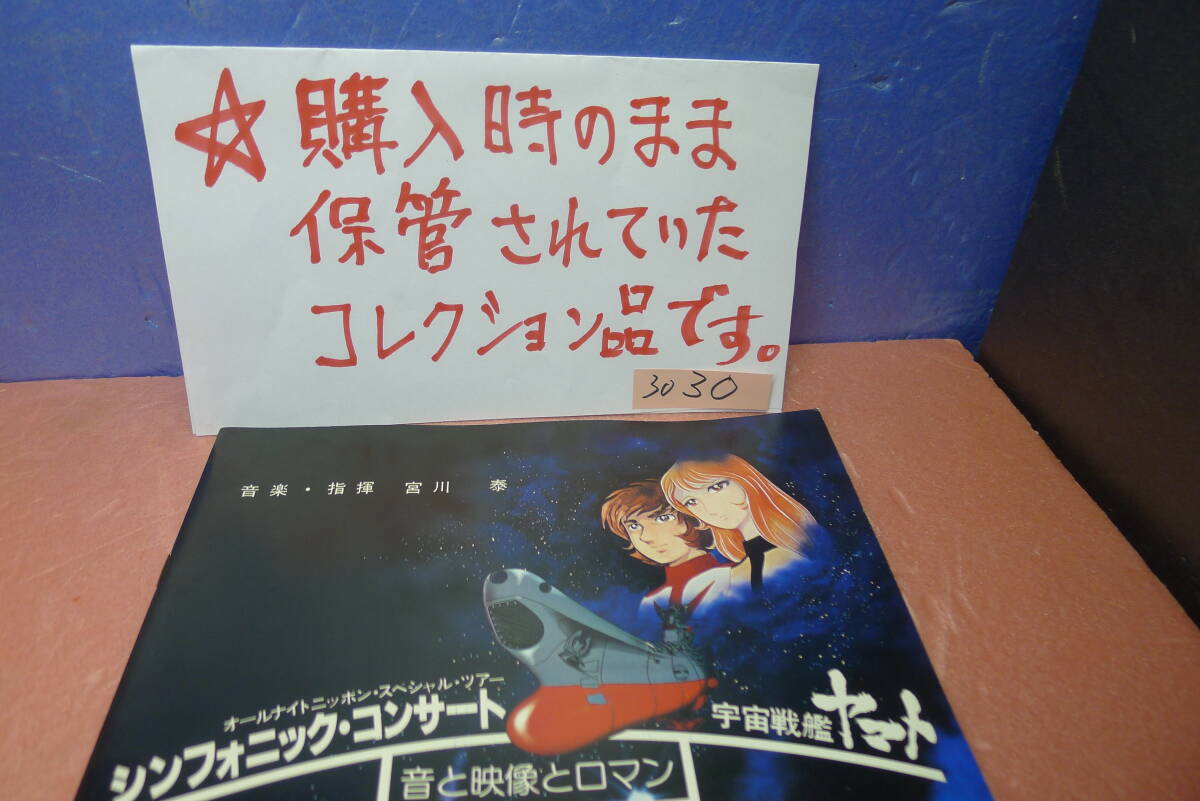 ☆ 購入時のまま
保管されていた
コレクション品です。
3030
音楽・指揮 宮川 泰
オールナイトニッポン・スペシャル・ツアー
シンフォニック・コンサート
宇宙戦艦ヤマト
音と映像とロマン